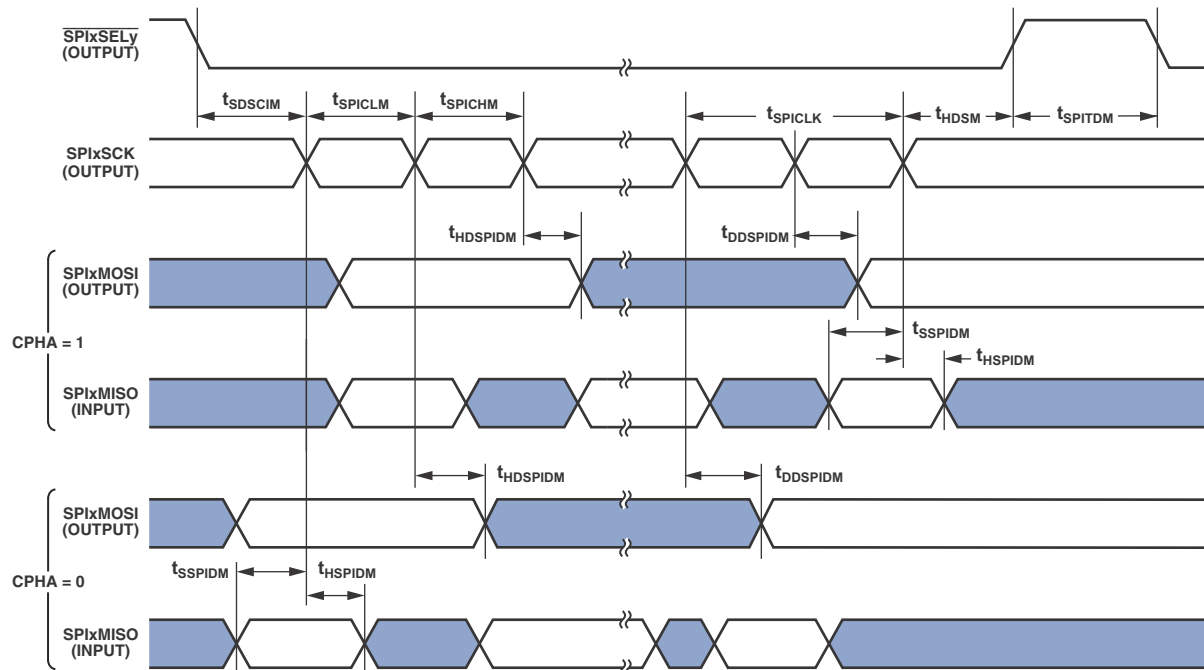 SPIxSELy
(OUTPUT)
tSDSCIM
tSPICLM
tSPICHM
tSPICLK
tHDSM
tSPITDM
SPIxSCK
(OUTPUT)
tHDSPIDM
tDDSPIDM
SPIxMOSI
(OUTPUT)
CPHA = 1
tSSPIDM
tHSPIDM
SPIxMISO
(INPUT)
tHDSPIDM
tDDSPIDM
SPIxMOSI
(OUTPUT)
CPHA = 0
tSSPIDM
tHSPIDM
SPIxMISO
(INPUT)